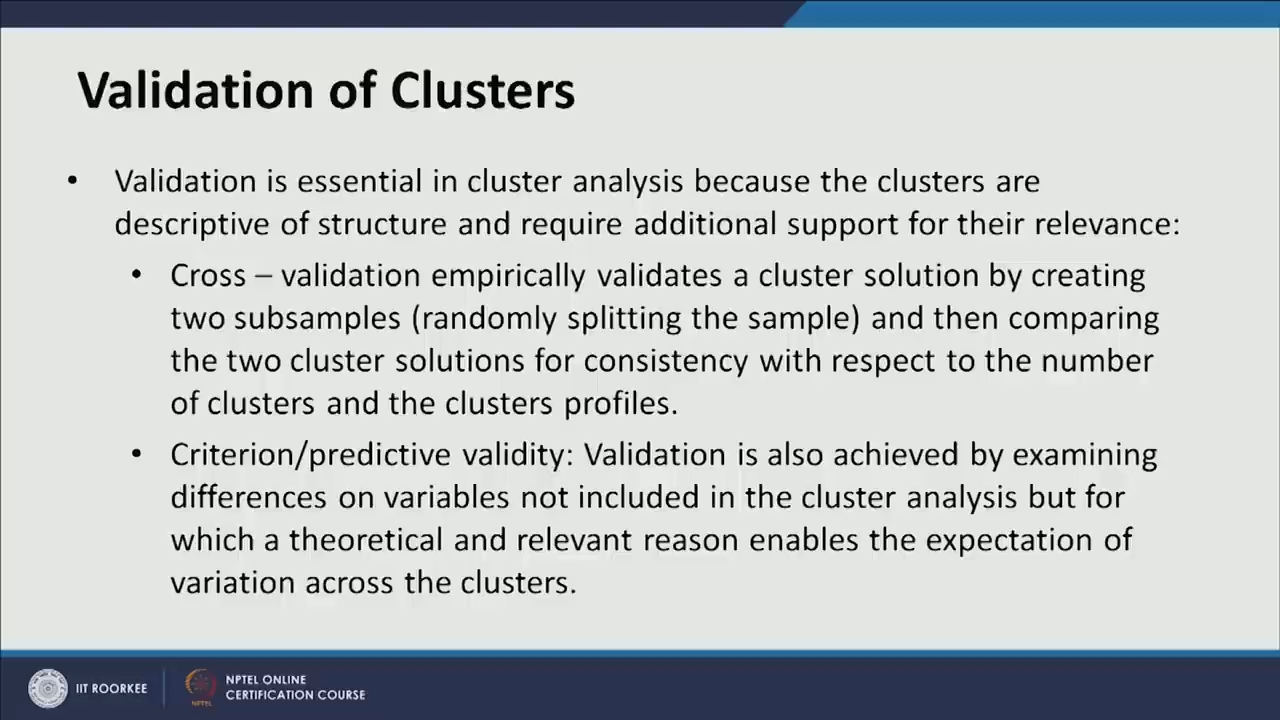 Validation of Clusters
• Validation is essential in cluster analysis because the clusters are
descriptive of structure and require additional support for their relevance:
• Cross – validation empirically validates a cluster solution by creating
two subsamples (randomly splitting the sample) and then comparing
the two cluster solutions for consistency with respect to the number
of clusters and the clusters profiles.
• Criterion/predictive validity: Validation is also achieved by examining
differences on variables not included in the cluster analysis but for
which a theoretical and relevant reason enables the expectation of
variation across the clusters.
IIT ROORKEE
NPTEL
NPTEL ONLINE
CERTIFICATION COURSE